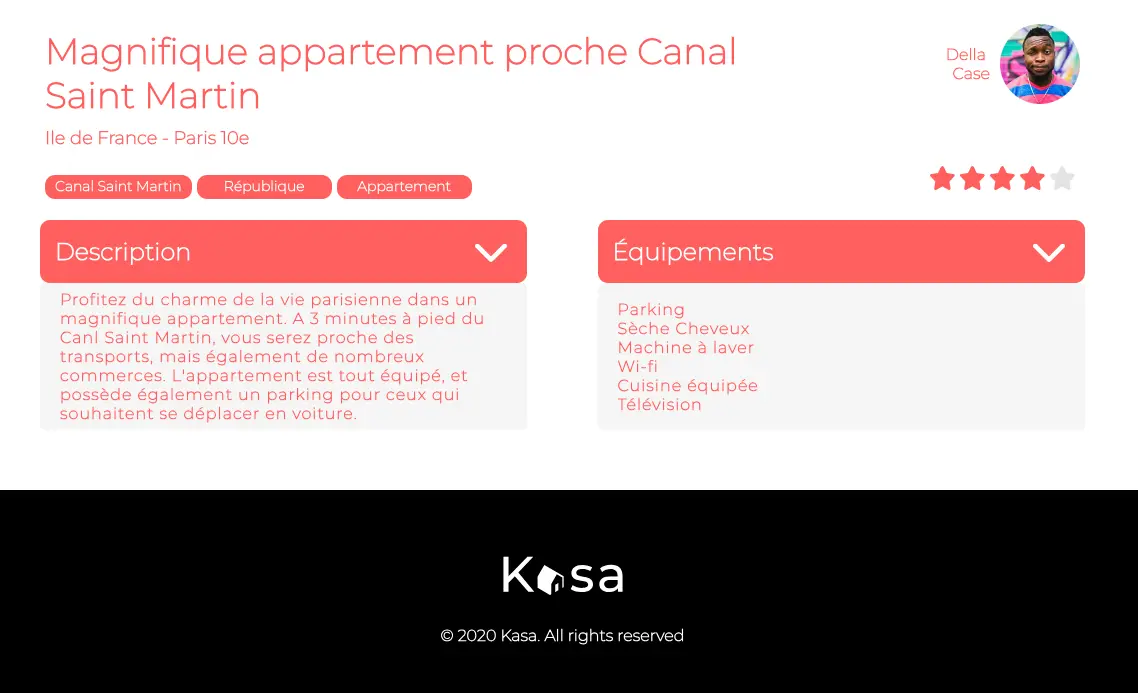 Magnifique appartement proche Canal
Saint Martin
Della
Case
Ile de France - Paris 10e
Canal Saint Martin
République
Appartement
Description
Profitez du charme de la vie parisienne dans un
magnifique appartement. A 3 minutes à pied du
Canl Saint Martin, vous serez proche des
transports, mais également de nombreux
commerces. L'appartement est tout équipé, et
possède également un parking pour ceux qui
souhaitent se déplacer en voiture.
Équipements
Parking
Sèche Cheveux
Machine à laver
Wi-fi
Cuisine équipée
Télévision
Kasa
© 2020 Kasa. All rights reserved